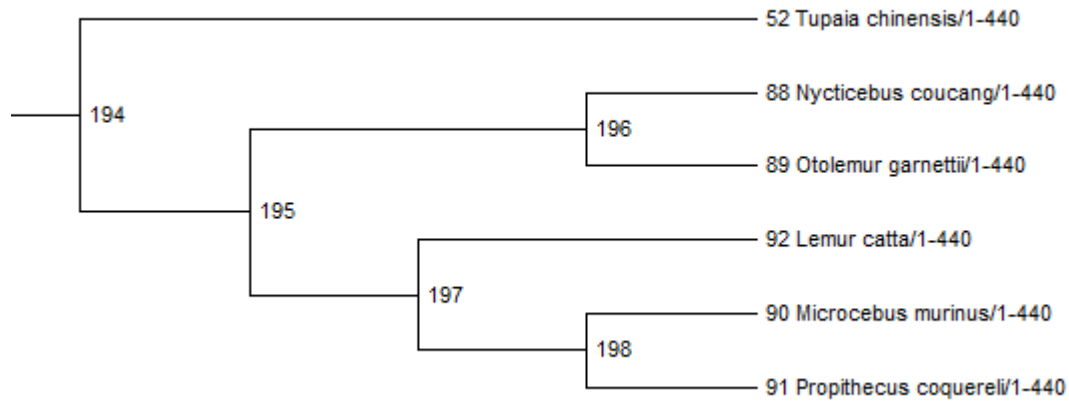 52 Tupaia chinensis/1-440
88 Nycticebus coucang/1-440
194
196
89 Otolemur garnettii/1-440
195
92 Lemur catta/1-440
197
90 Microcebus murinus/1-440
198
91 Propithecus coquereli/1-440